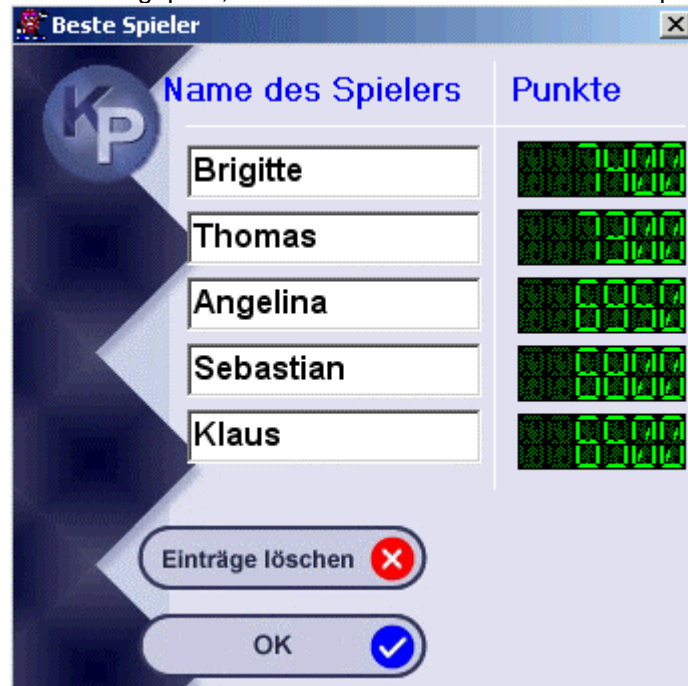 Beste Spieler
KP
Name des Spielers Punkte
Brigitte 7400
Thomas 7300
Angelina 6950
Sebastian 6800
Klaus 6500
Einträge löschen
OK